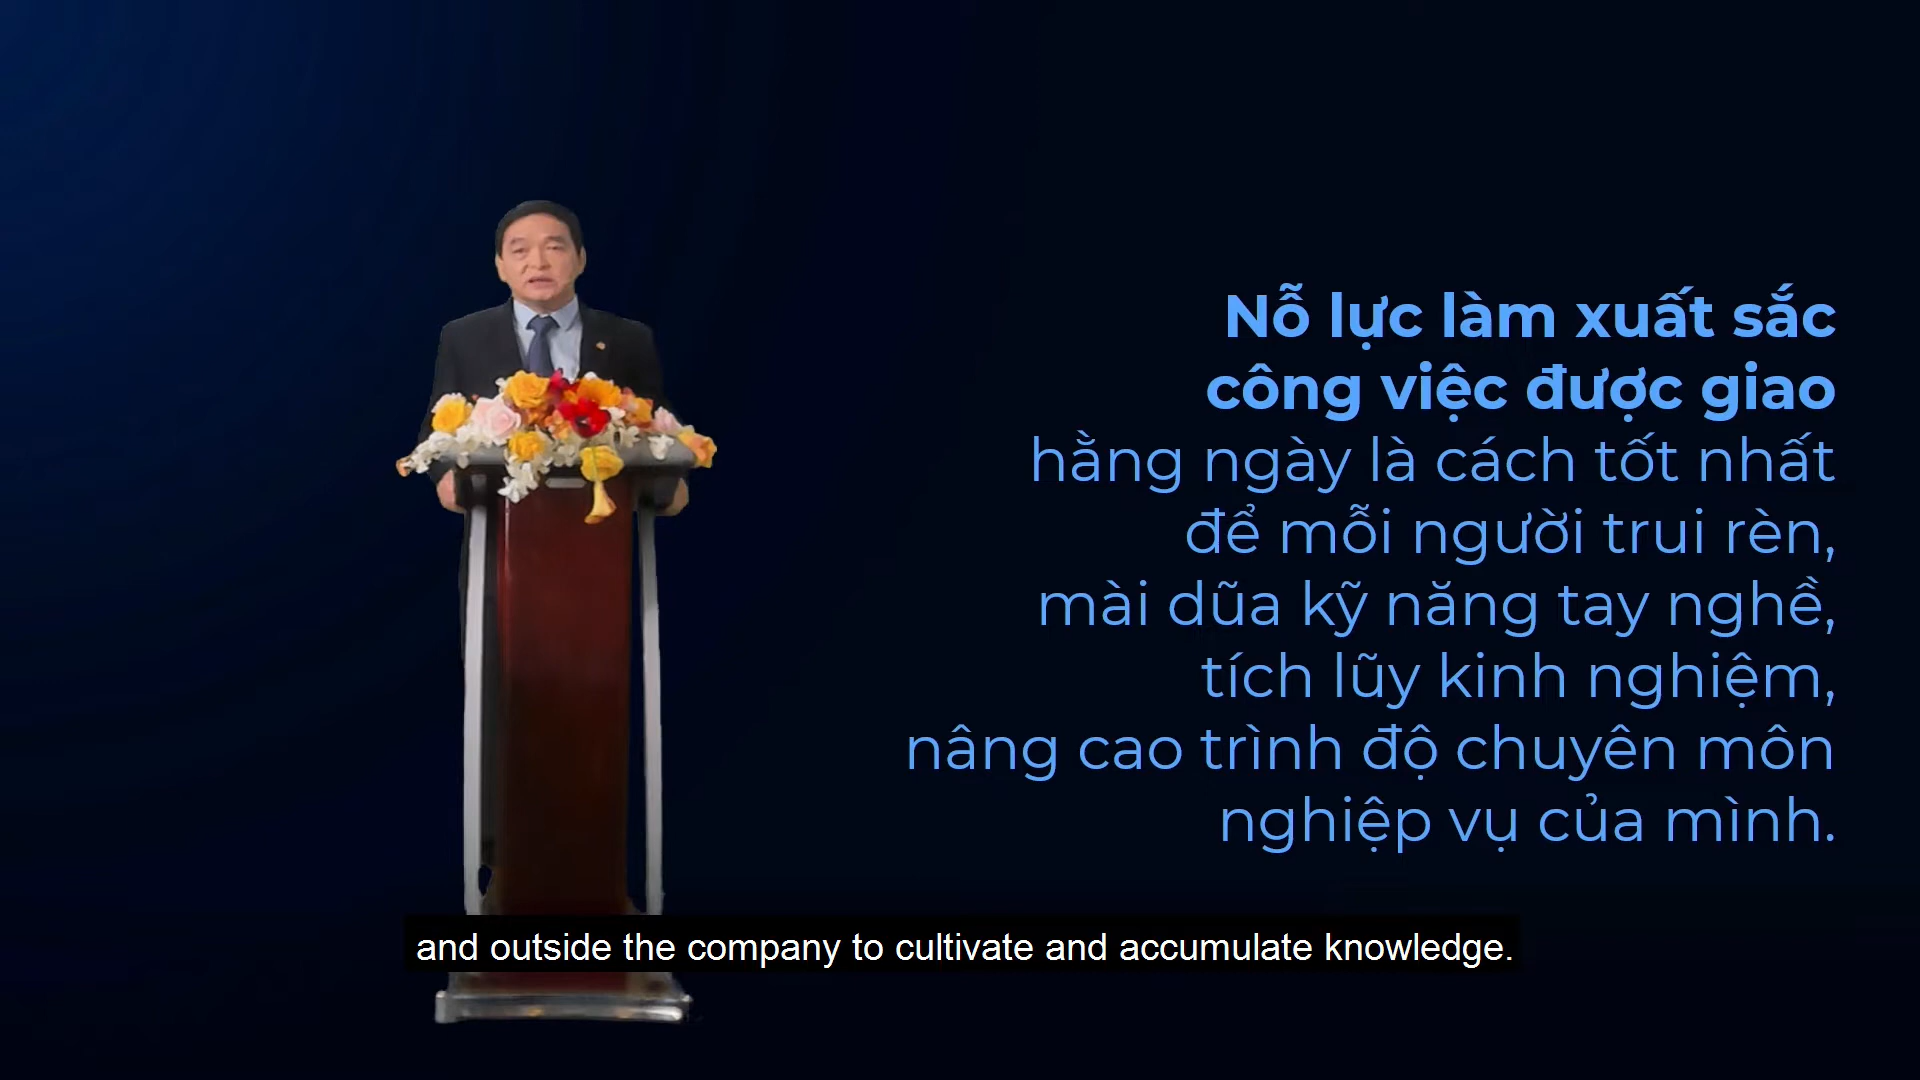 Nỗ lực làm xuất sắc
công việc được giao
hằng ngày là cách tốt nhất
để mỗi người trui rèn,
mài dũa kỹ năng tay nghề,
tích lũy kinh nghiệm,
nâng cao trình độ chuyên môn
nghiệp vụ của mình.
and outside the company to cultivate and accumulate knowledge.